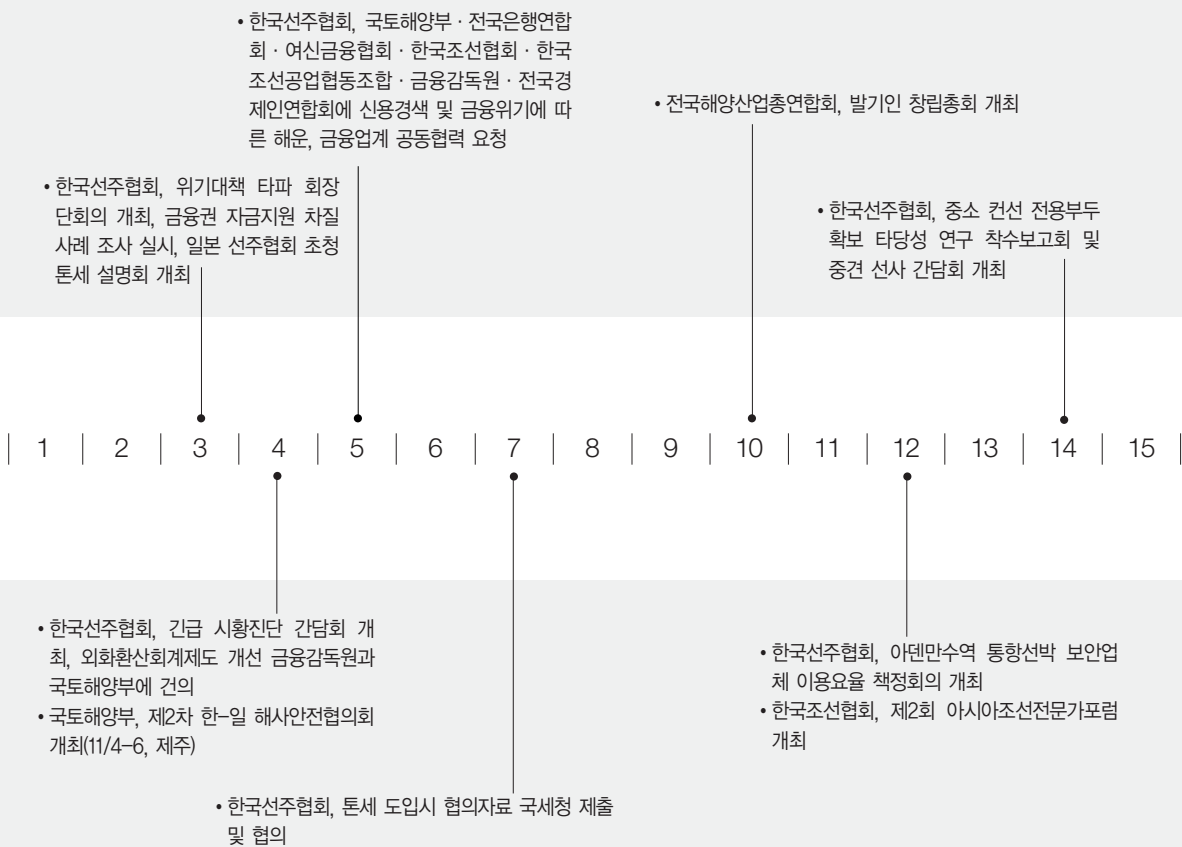 • 한국선주협회, 국토해양부 · 전국은행연합
회 · 여신금융협회 · 한국조선협회 · 한국
조선공업협동조합 · 금융감독원 · 전국경
제인연합회에 신용경색 및 금융위기에 따
른 해운, 금융업계 공동협력 요청
• 전국해양산업총연합회, 발기인 창립총회 개최
• 한국선주협회, 위기대책 타파 회장
단회의 개최, 금융권 자금지원 차질
사례 조사 실시, 일본 선주협회 초청
톤세 설명회 개최
• 한국선주협회, 중소 컨선 전용부두
확보 타당성 연구 착수보고회 및
중견 선사 간담회 개최
| 1 | 2 | 3 | 4 | 5 | 6 | 7 | 8 | 9 | 10 | 11 | 12 | 13 | 14 | 15 |
• 한국선주협회, 긴급 시황진단 간담회 개
최, 외화환산회계제도 개선 금융감독원과
국토해양부에 건의
• 국토해양부, 제2차 한-일 해사안전협의회
개최(11/4-6, 제주)
• 한국선주협회, 아덴만수역 통항선박 보안업
체 이용요율 책정회의 개최
• 한국조선협회, 제2회 아시아조선전문가포럼
개최
• 한국선주협회, 톤세 도입시 협의자료 국세청 제출
및 협의